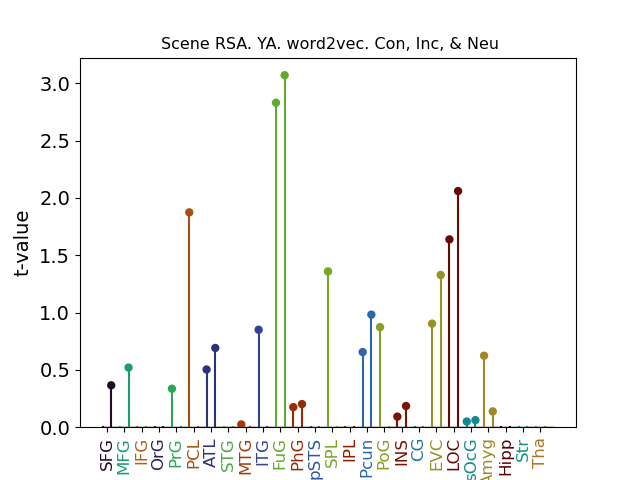 Scene RSA. YA. word2vec. Con, Inc, & Neu
t-value
3.0
2.5
2.0
1.5
1.0
0.5
0.0
SFG
MFG
IFG
OrG
PrG
PCL
ATL
STG
MTG
ITG
FuG
PhG
pSTS
SPL
IPL
Pcun
PoG
INS
CG
EVC
LOC
sOcG
Amyg
Hipp
Str
Tha